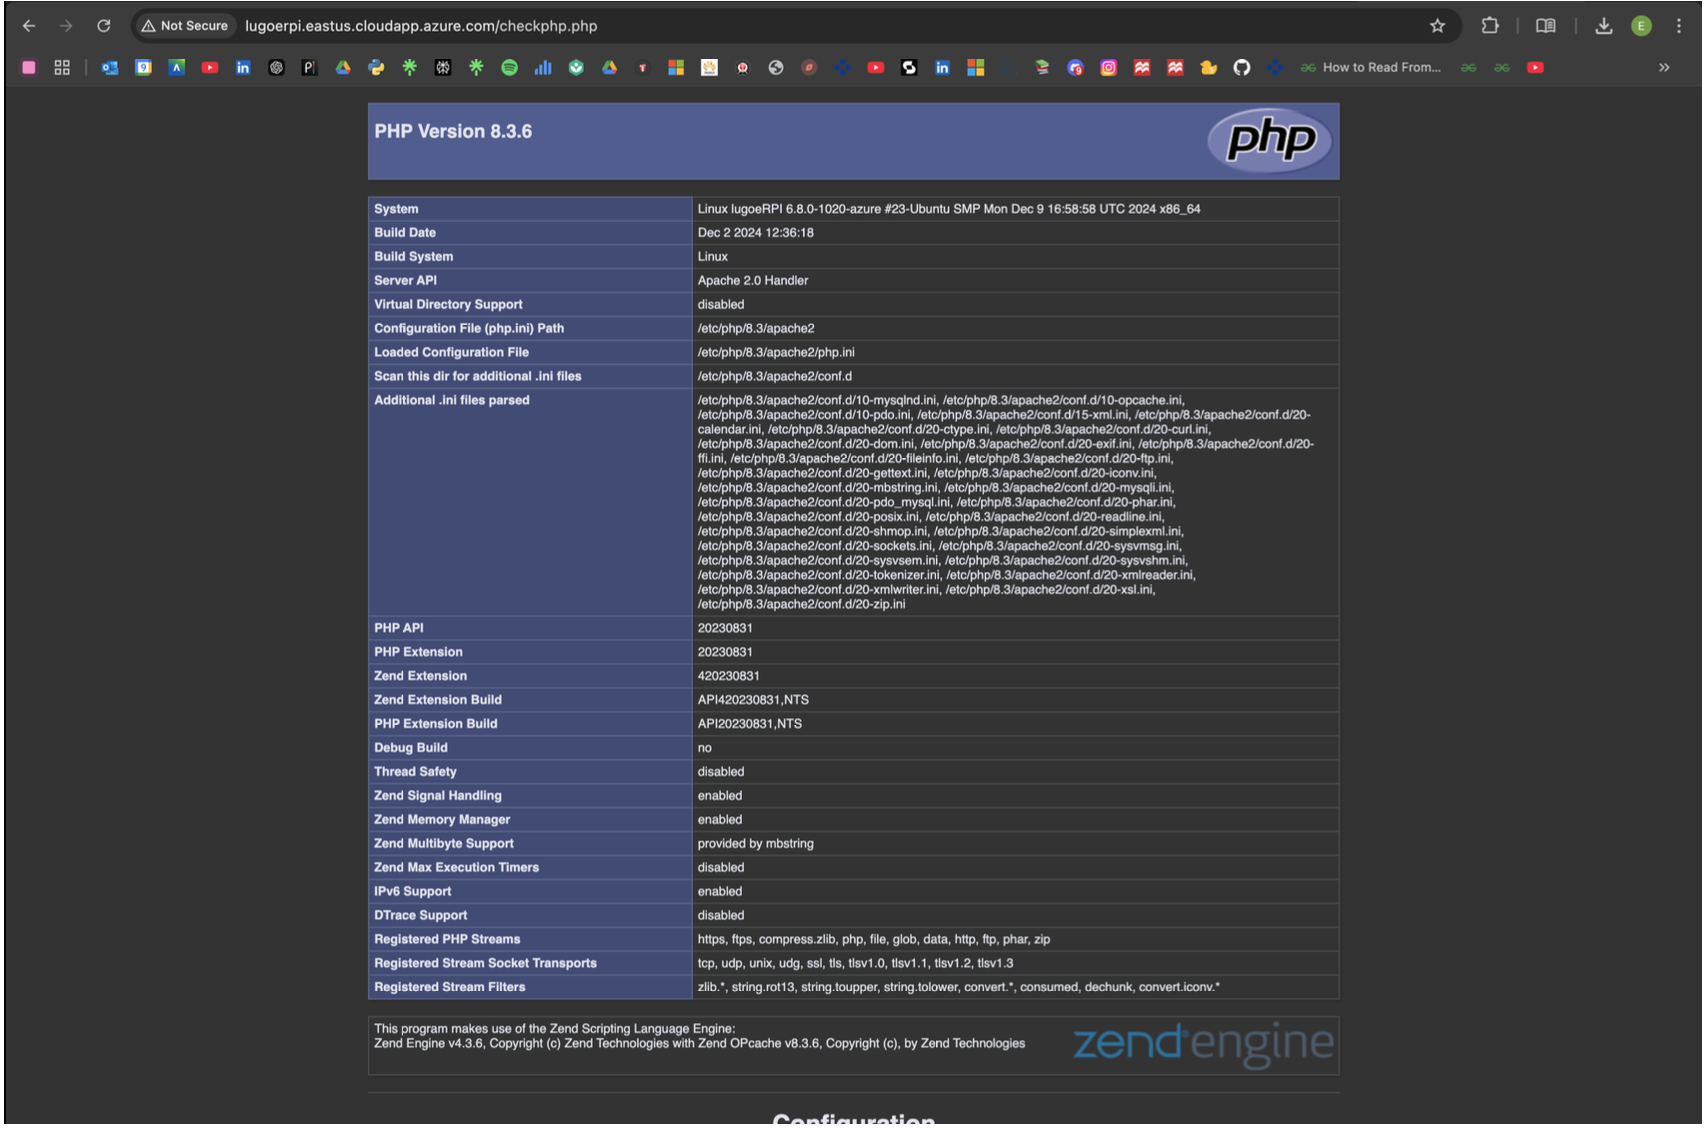 Not Secure
lugoerpi.eastus.cloudapp.azure.com/checkphp.php
E
How to Read From...
PHP Version 8.3.6
php
System Linux lugoeRPI 6.8.0-1020-azure #23-Ubuntu SMP Mon Dec 9 16:58:58 UTC 2024 x86_64
Build Date Dec 2 2024 12:36:18
Build System Linux
Server API Apache 2.0 Handler
Virtual Directory Support disabled
Configuration File (php.ini) Path /etc/php/8.3/apache2
Loaded Configuration File /etc/php/8.3/apache2/php.ini
Scan this dir for additional .ini files /etc/php/8.3/apache2/conf.d
Additional .ini files parsed /etc/php/8.3/apache2/conf.d/10-mysqlnd.ini, /etc/php/8.3/apache2/conf.d/10-opcache.ini,
/etc/php/8.3/apache2/conf.d/10-pdo.ini, /etc/php/8.3/apache2/conf.d/15-xml.ini, /etc/php/8.3/apache2/conf.d/20-
calendar.ini, /etc/php/8.3/apache2/conf.d/20-ctype.ini, /etc/php/8.3/apache2/conf.d/20-curl.ini,
/etc/php/8.3/apache2/conf.d/20-dom.ini, /etc/php/8.3/apache2/conf.d/20-exif.ini, /etc/php/8.3/apache2/conf.d/20-
ffi.ini, /etc/php/8.3/apache2/conf.d/20-fileinfo.ini, /etc/php/8.3/apache2/conf.d/20-ftp.ini,
/etc/php/8.3/apache2/conf.d/20-gettext.ini, /etc/php/8.3/apache2/conf.d/20-iconv.ini,
/etc/php/8.3/apache2/conf.d/20-mbstring.ini, /etc/php/8.3/apache2/conf.d/20-mysqli.ini,
/etc/php/8.3/apache2/conf.d/20-pdo_mysql.ini, /etc/php/8.3/apache2/conf.d/20-phar.ini,
/etc/php/8.3/apache2/conf.d/20-posix.ini, /etc/php/8.3/apache2/conf.d/20-readline.ini,
/etc/php/8.3/apache2/conf.d/20-shmop.ini, /etc/php/8.3/apache2/conf.d/20-simplexml.ini,
/etc/php/8.3/apache2/conf.d/20-sockets.ini, /etc/php/8.3/apache2/conf.d/20-sysvmsg.ini,
/etc/php/8.3/apache2/conf.d/20-sysvsem.ini, /etc/php/8.3/apache2/conf.d/20-sysvshm.ini,
/etc/php/8.3/apache2/conf.d/20-tokenizer.ini, /etc/php/8.3/apache2/conf.d/20-xmlreader.ini,
/etc/php/8.3/apache2/conf.d/20-xmlwriter.ini, /etc/php/8.3/apache2/conf.d/20-xsl.ini,
/etc/php/8.3/apache2/conf.d/20-zip.ini
PHP API 20230831
PHP Extension 20230831
Zend Extension 420230831
Zend Extension Build API420230831,NTS
PHP Extension Build API20230831,NTS
Debug Build no
Thread Safety disabled
Zend Signal Handling enabled
Zend Memory Manager enabled
Zend Multibyte Support provided by mbstring
Zend Max Execution Timers disabled
IPv6 Support enabled
DTrace Support disabled
Registered PHP Streams https, ftps, compress.zlib, php, file, glob, data, http, ftp, phar, zip
Registered Stream Socket Transports tcp, udp, unix, udg, ssl, tls, tlsv1.0, tlsv1.1, tlsv1.2, tlsv1.3
Registered Stream Filters zlib.*, string.rot13, string.toupper, string.tolower, convert.*, consumed, dechunk, convert.iconv.*
This program makes use of the Zend Scripting Language Engine:
Zend Engine v4.3.6, Copyright (c) Zend Technologies with Zend OPcache v8.3.6, Copyright (c), by Zend Technologies
zend engine
Configuration